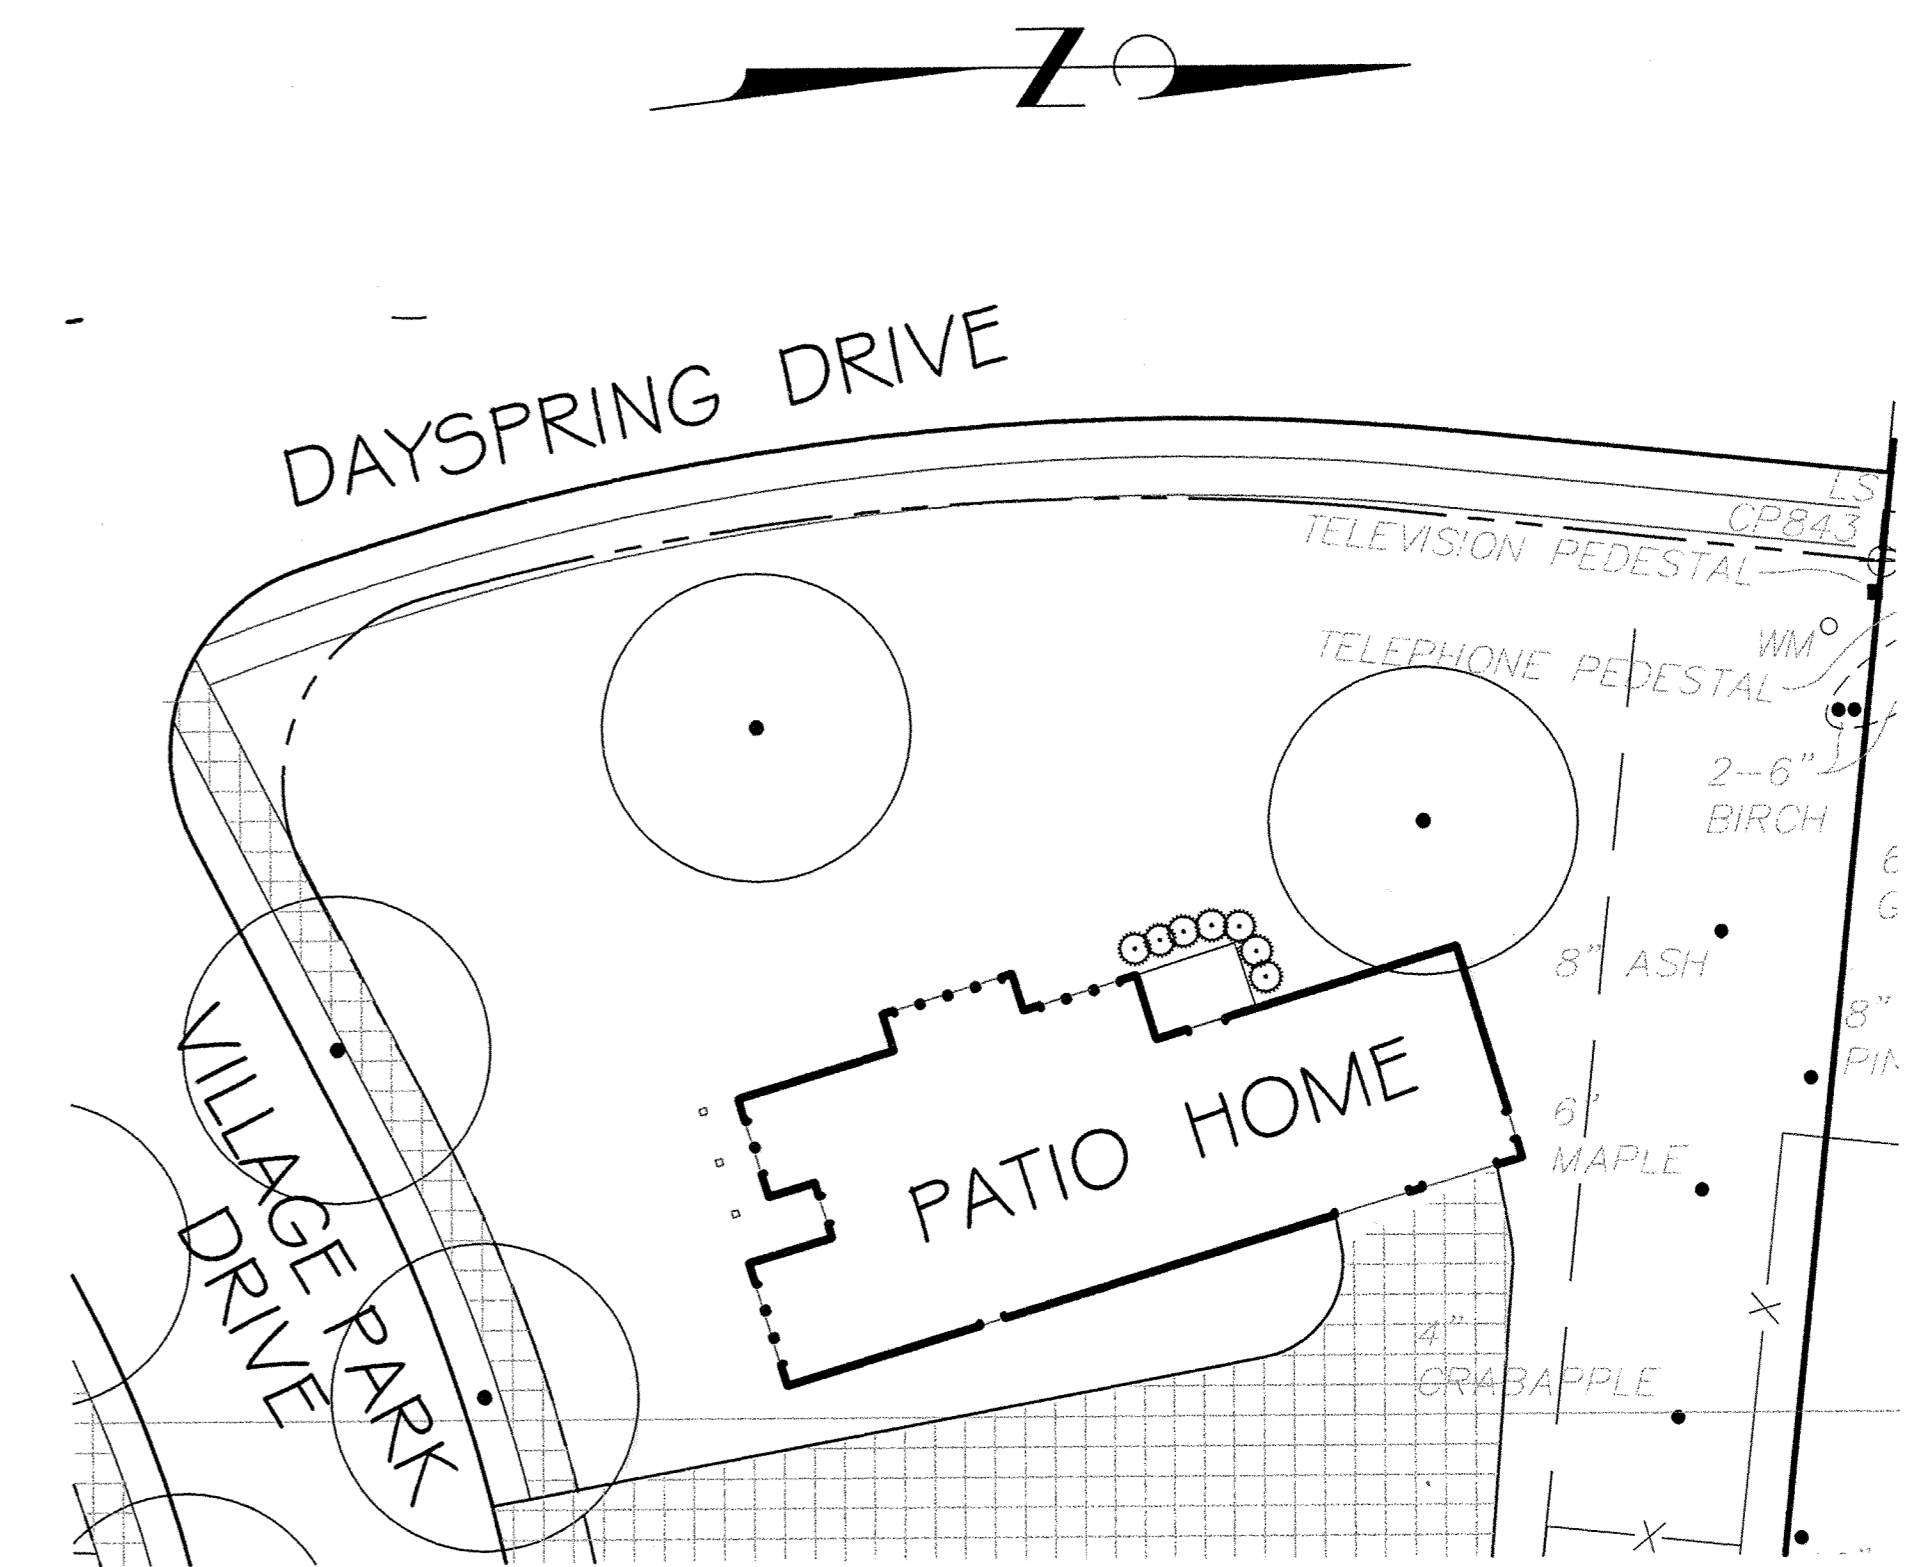 N
DAYSPRING DRIVE
LS
CP843
TELEVISION PEDESTAL
TELEPHONE PEDESTAL
WM
2-6"
BIRCH
8" ASH
8"
6"
MAPLE
PATIO HOME
VILLAGE PARK
DRIVE
4"
CRABAPPLE
X
X